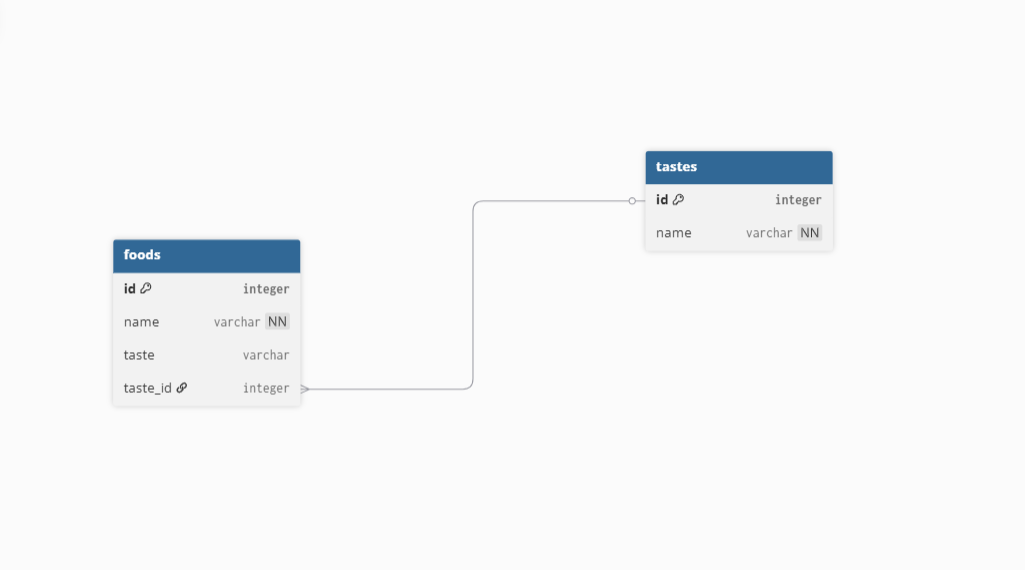 tastes
id integer
name varchar NN
foods
id integer
name varchar NN
taste varchar
taste_id integer